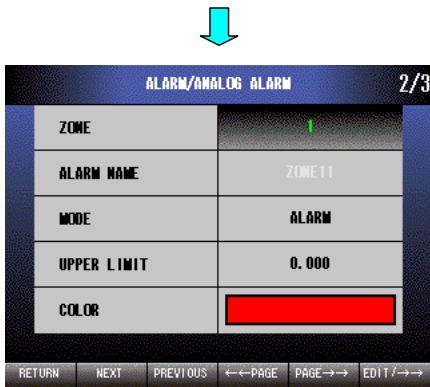 ALARM/ANALOG ALARM 2/3
ZONE 1
ALARM NAME ZONE11
MODE ALARM
UPPER LIMIT 0.000
COLOR
RETURN NEXT PREVIOUS ←←PAGE PAGE→→ EDIT/→→